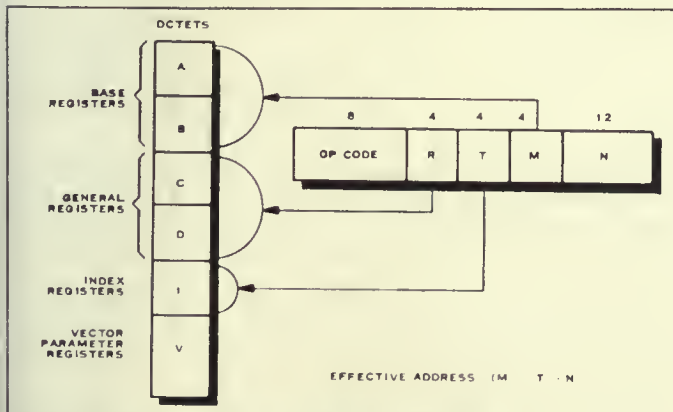 OCTETS
A
BASE
REGISTERS
B
C
GENERAL
REGISTERS
D
INDEX
REGISTERS
I
VECTOR
PARAMETER
REGISTERS
V
8 4 4 4 12
OP CODE R T M N
EFFECTIVE ADDRESS (M T N